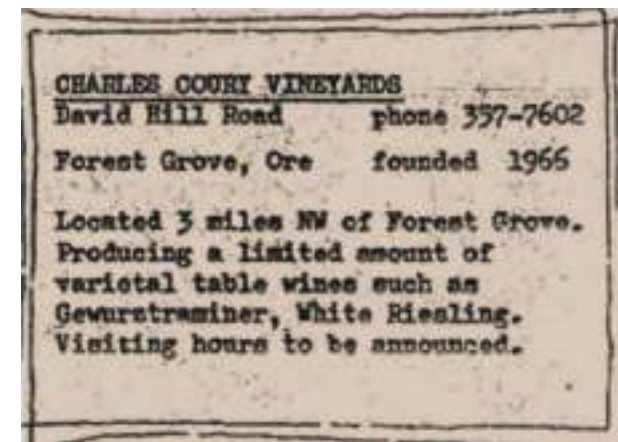 CHARLES COURY VINEYARDS
David Hill Road phone 357-7602
Forest Grove, Ore founded 1966
Located 3 miles NW of Forest Grove.
Producing a limited amount of
varietal table wines such as
Gewurstraminer, White Riesling.
Visiting hours to be announced.